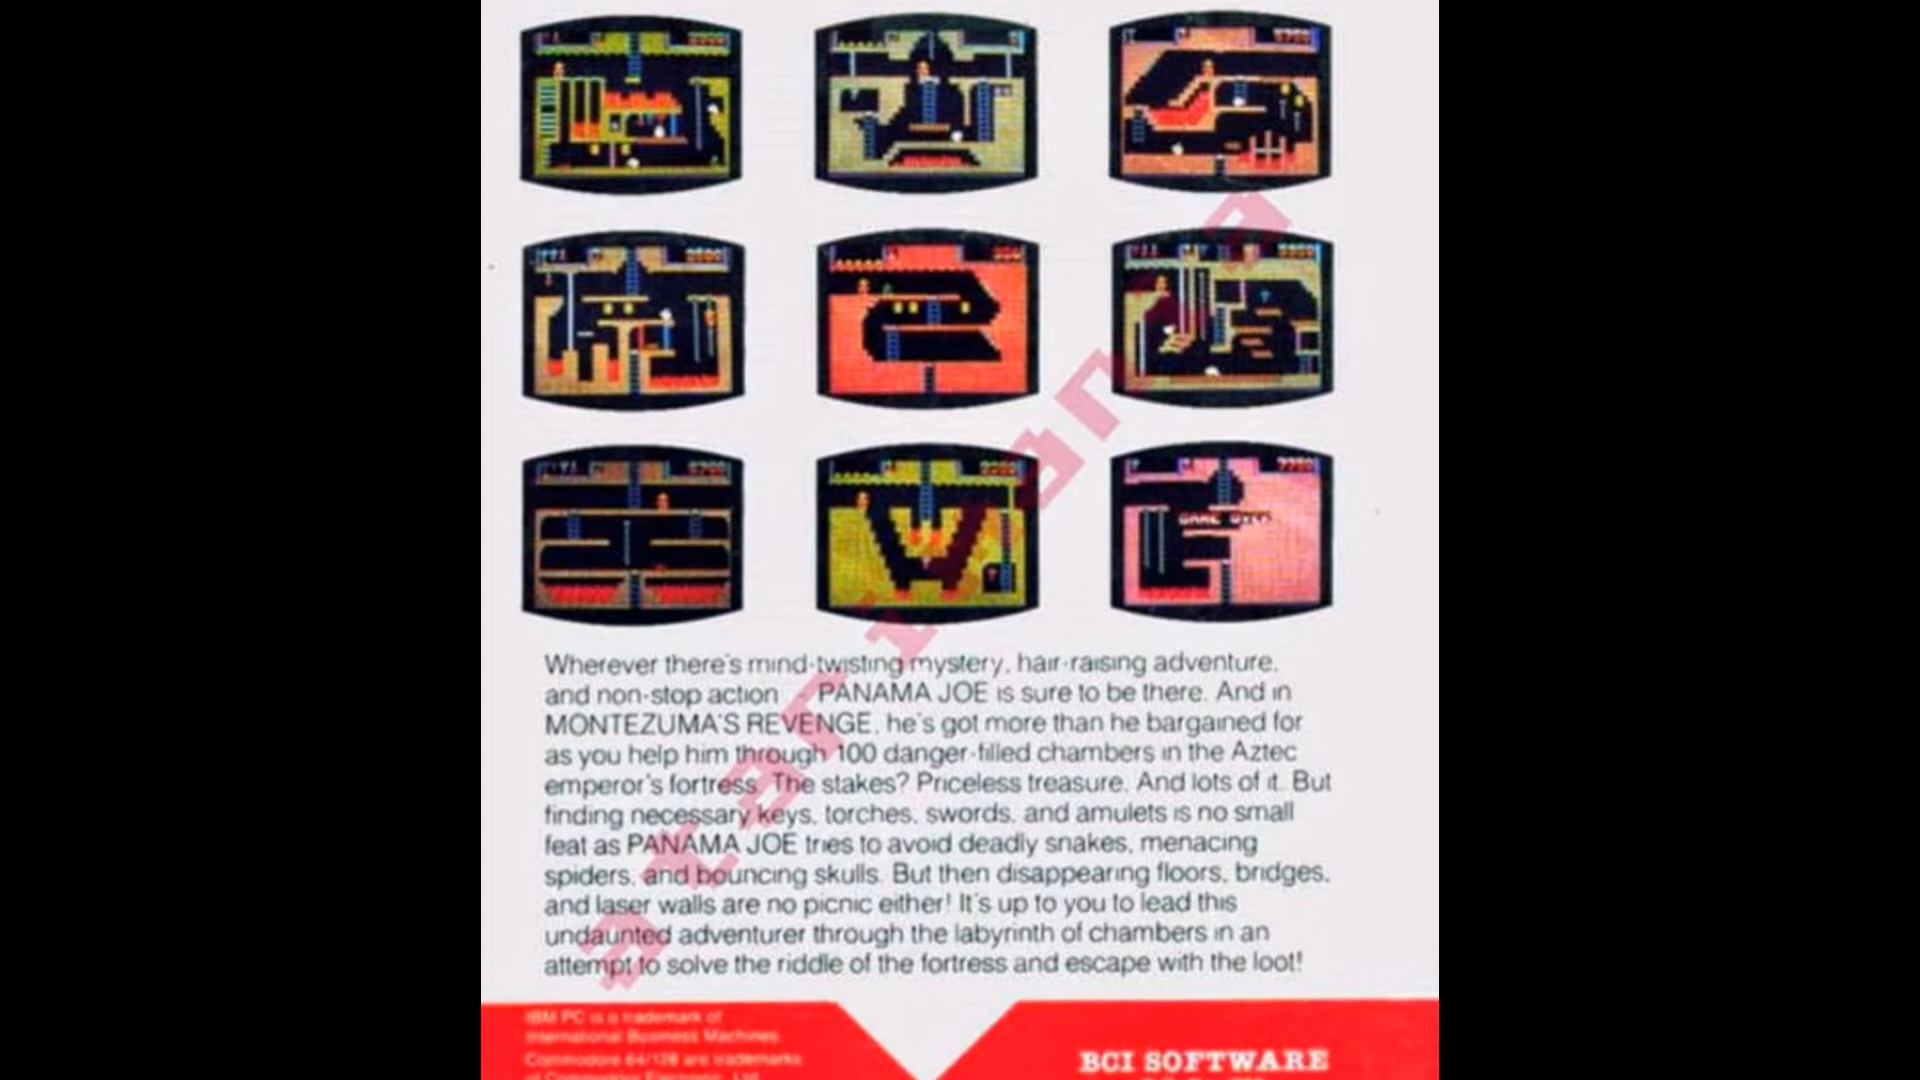 GAME OVER
Wherever there's mind-twisting mystery, hair-raising adventure,
and non-stop action - PANAMA JOE is sure to be there. And in
MONTEZUMA'S REVENGE, he's got more than he bargained for
as you help him through 100 danger-filled chambers in the Aztec
emperor's fortress. The stakes? Priceless treasure. And lots of it. But
finding necessary keys, torches, swords, and amulets is no small
feat as PANAMA JOE tries to avoid deadly snakes, menacing
spiders, and bouncing skulls. But then disappearing floors, bridges,
and laser walls are no picnic either! It's up to you to lead this
undaunted adventurer through the labyrinth of chambers in an
attempt to solve the riddle of the fortress and escape with the loot!
IBM PC is a trademark of
International Business Machines
Commodore 64/128 are trademarks
of Commodore Electronic, Ltd.
BCI SOFTWARE